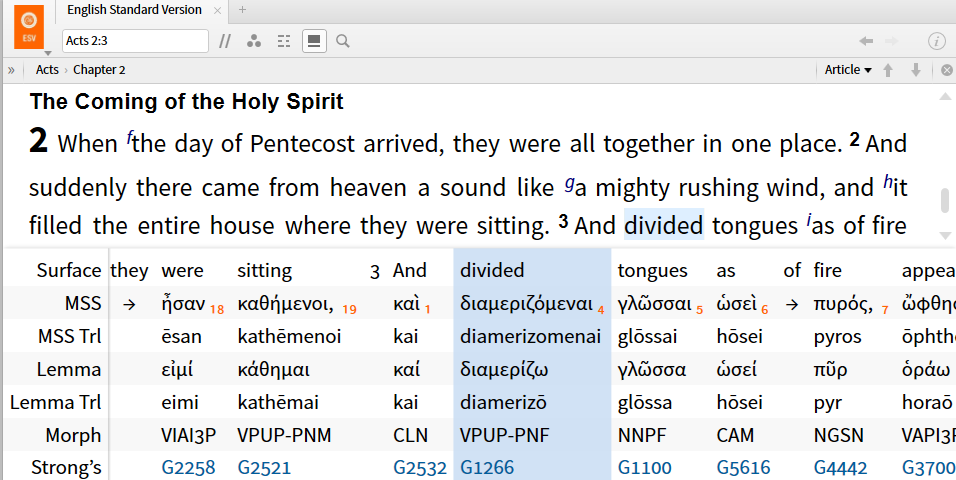 English Standard Version
ESV
Acts 2:3
» Acts › Chapter 2 Article
The Coming of the Holy Spirit
2 When fthe day of Pentecost arrived, they were all together in one place. 2 And
suddenly there came from heaven a sound like ga mighty rushing wind, and hit
filled the entire house where they were sitting. 3 And divided tongues ias of fire
Surface they were sitting 3 And divided tongues as of fire appea
MSS → ἦσαν 18 καθήμενοι, 19 καὶ 1 διαμεριζόμεναι 4 γλῶσσαι 5 ὡσεὶ 6 → πυρός, 7 ὤφθης
MSS Trl ēsan kathēmenoi kai diamerizomenai glōssai hōsei pyros ōphth
Lemma εἰμί κάθημαι καί διαμερίζω γλῶσσα ὡσεί πῦρ ὁράω
Lemma Trl eimi kathēmai kai diamerizō glōssa hōsei pyr horaō
Morph VIAI3P VPUP-PNM CLN VPUP-PNF NNPF CAM NGSN VAPI3P
Strong's G2258 G2521 G2532 G1266 G1100 G5616 G4442 G3700